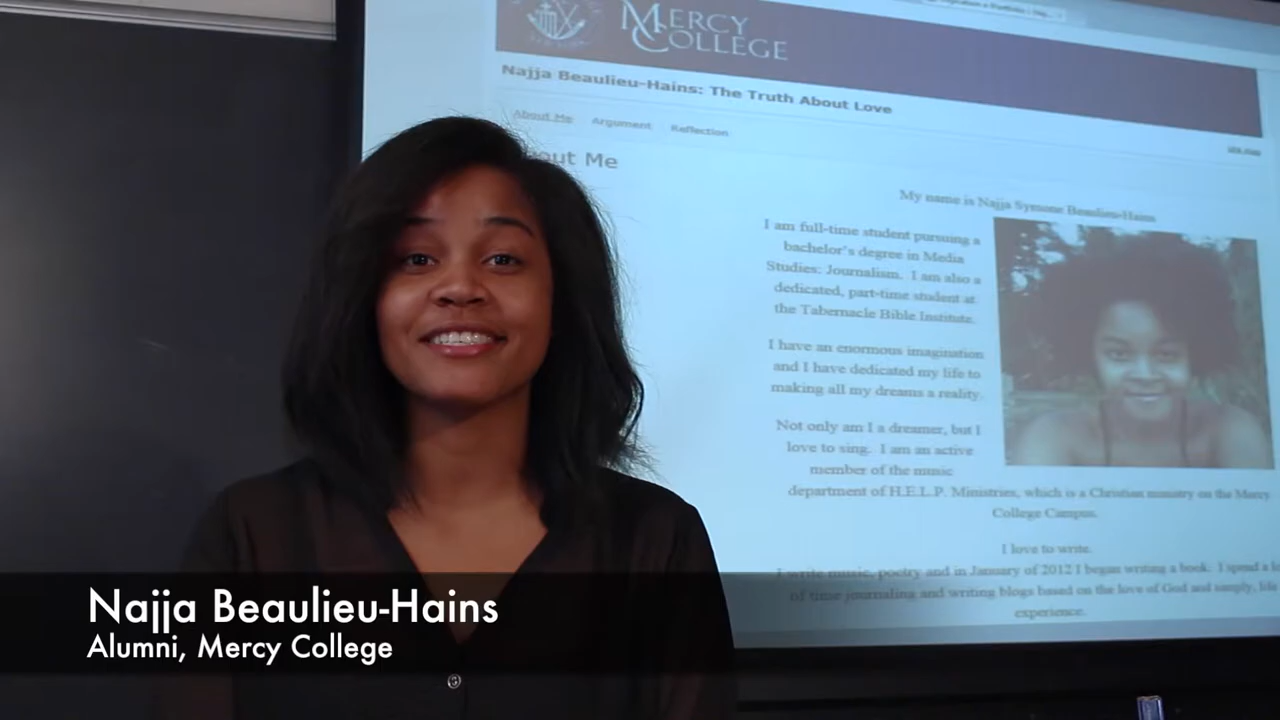 MERCY
COLLEGE
Najja Beaulieu-Hains: The Truth About Love
About Me Argument Reflection
Site Map
out Me
My name is Najja Symone Beaulieu-Hains
I am full-time student pursuing a
bachelor's degree in Media
Studies: Journalism. I am also a
dedicated, part-time student at
the Tabernacle Bible Institute.
I have an enormous imagination
and I have dedicated my life to
making all my dreams a reality.
Not only am I a dreamer, but I
love to sing. I am an active
member of the music
department of H.E.L.P. Ministries, which is a Christian ministry on the Mercy
College Campus.
I love to write.
I write music, poetry and in January of 2012 I began writing a book. I spend a
of time journaling and writing blogs based on the love of God and simply, life
experience.
Najja Beaulieu-Hains
Alumni, Mercy College